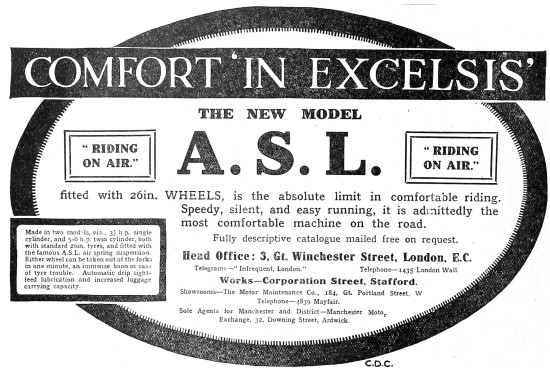 COMFORT 'IN EXCELSIS'
THE NEW MODEL
A.S.L.
"RIDING
ON AIR."
"RIDING
ON AIR."
fitted with 26in. WHEELS, is the absolute limit in comfortable riding.
Speedy, silent, and easy running, it is admittedly the
most comfortable machine on the road.
Fully descriptive catalogue mailed free on request.
Made in two models, viz., 3½ h.p. single
cylinder, and 5-6 h.p. twin cylinder, both
with standard 26in. tyres, and fitted with
the famous A.S.L. air spring suspension.
Either wheel can be taken out of the forks
in one minute, an immense boon in case
of tyre trouble. Automatic drip sight-
feed lubrication and increased luggage
carrying capacity.
Head Office: 3, Gt. Winchester Street, London, E.C.
Telegrams—"Infrequent, London." Telephone—1435 London Wall
Works—Corporation Street, Stafford.
Showrooms—The Motor Maintenance Co., 184, Gt. Portland Street, W
Telephone—4839 Mayfair.
Sole Agents for Manchester and District—Manchester Motor
Exchange, 32, Downing Street, Ardwick.
C.D.C.